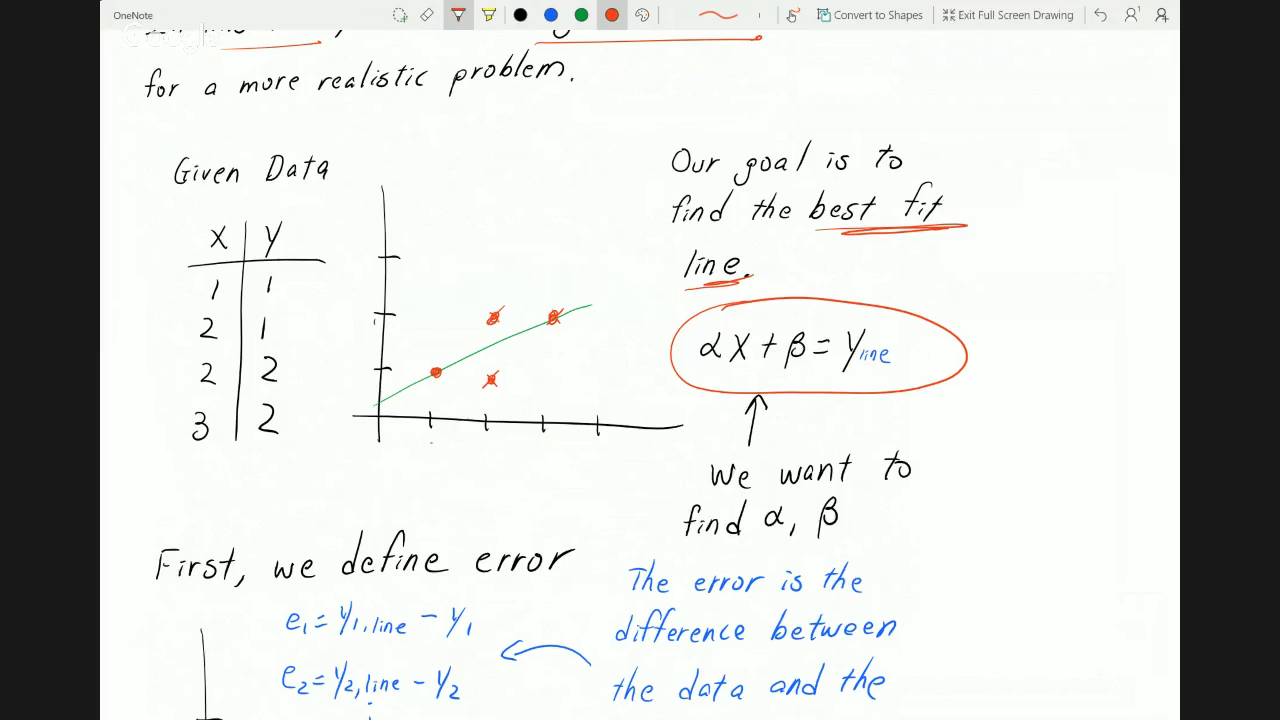 OneNote
Convert to Shapes
Exit Full Screen Drawing
Google
for a more realistic problem.
Given Data
X Y
1 1
2 1
2 2
3 2
Our goal is to
find the best fit
line.
αX + β = Y line
We want to
find α, β
First, we define error
e1 = Y1, line - Y1
e2 = Y2, line - Y2
The error is the
difference between
the data and the